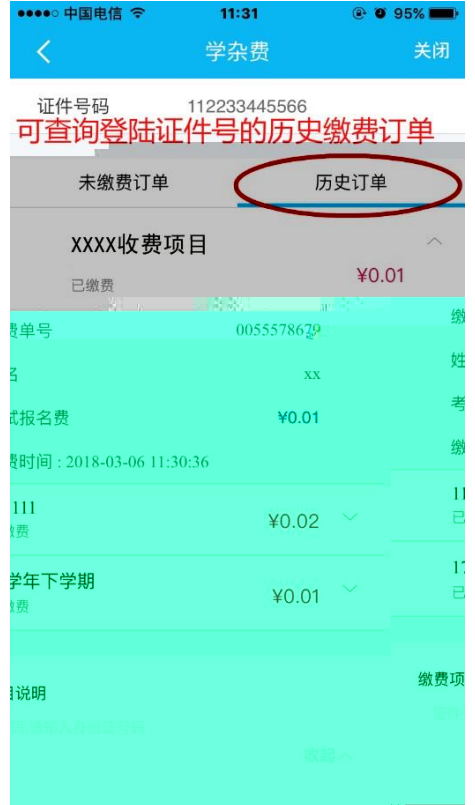 中国电信 11:31 95%
学杂费 关闭
证件号码 112233445566
可查询登陆证件号的历史缴费订单
未缴费订单 历史订单
XXXX收费项目
¥0.01
已缴费
费单号 0055578679 缴
名 xx 姓
试报名费 ¥0.01 考
费时间 : 2018-03-06 11:30:36 缴
111 ¥0.02 11
缴费 已
学年下学期 ¥0.01 17
缴费 已
目说明 缴费项
收起